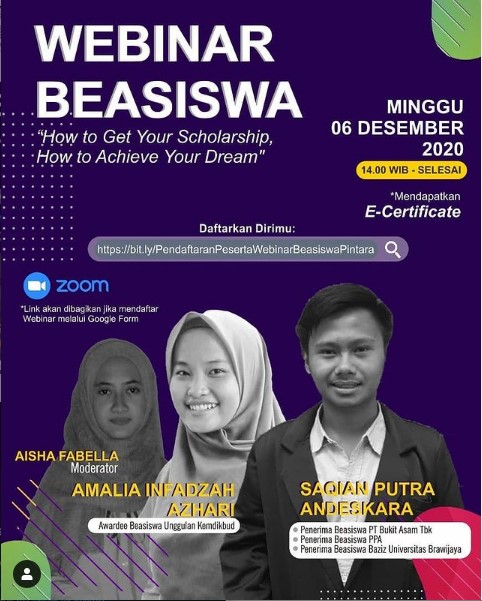 WEBINAR
BEASISWA
"How to Get Your Scholarship,
How to Achieve Your Dream"
MINGGU
06 DESEMBER
2020
14.00 WIB - SELESAI
*Mendapatkan
E-Certificate
Daftarkan Dirimu:
https://bit.ly/PendaftaranPesertaWebinarBeasiswaPintara
zoom
*Link akan dibagikan jika mendaftar
Webinar melalui Google Form
AISHA FABELLA
Moderator
AMALIA INFADZAH
AZHARI
Awardee Beasiswa Unggulan Kemdikbud
SAQIAN PUTRA
ANDESKARA
• Penerima Beasiswa PT Bukit Asam Tbk
• Penerima Beasiswa PPA
• Penerima Beasiswa Baziz Universitas Brawijaya